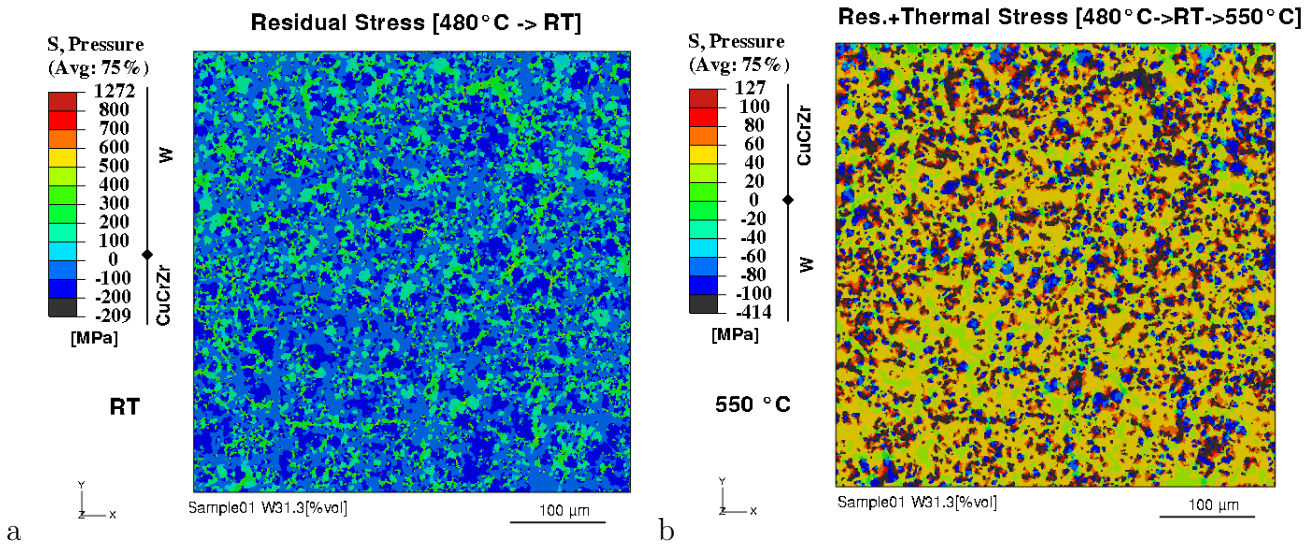 Residual Stress [480°C -> RT]
S, Pressure
(Avg: 75%)
1272
800
700
600
500
400
300
200
100
0
-100
-200
-209
[MPa]
W
CuCrZr
RT
Y
Z X
Sample01 W31.3[%vol]
100 µm
a
Res.+Thermal Stress [480°C->RT->550°C]
S, Pressure
(Avg: 75%)
127
100
80
60
40
20
0
-20
-40
-60
-80
-100
-414
[MPa]
CuCrZr
W
550 °C
Y
Z X
Sample01 W31.3[%vol]
100 µm
b